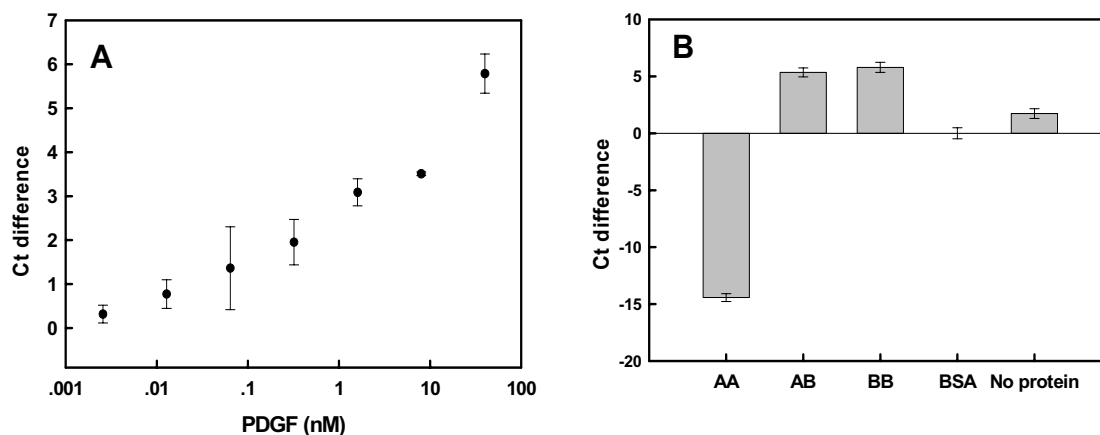 A
Ct difference
7
6
5
4
3
2
1
0
.001 .01 .1 1 10 100
PDGF (nM)
B
Ct difference
10
5
0
-5
-10
-15
-20
AA AB BB BSA No protein